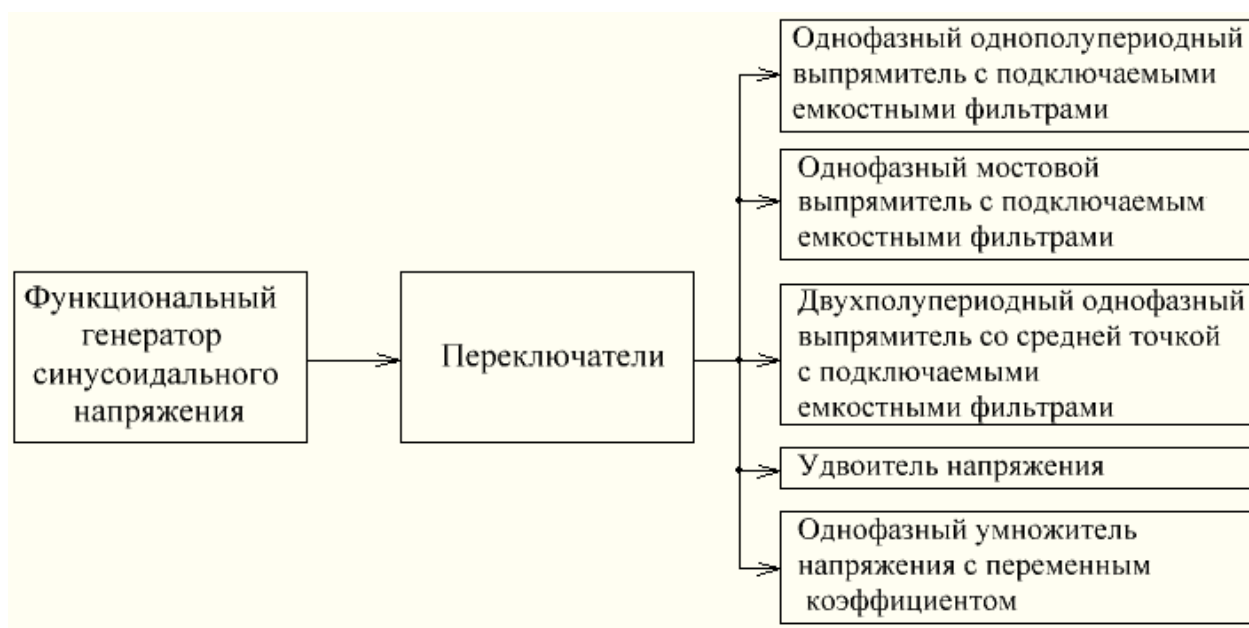 Функциональный
генератор
синусоидального
напряжения
Переключатели
Однофазный однополупериодный
выпрямитель с подключаемыми
емкостными фильтрами
Однофазный мостовой
выпрямитель с подключаемым
емкостными фильтрами
Двухполупериодный однофазный
выпрямитель со средней точкой
с подключаемыми
емкостными фильтрами
Удвоитель напряжения
Однофазный умножитель
напряжения с переменным
коэффициентом